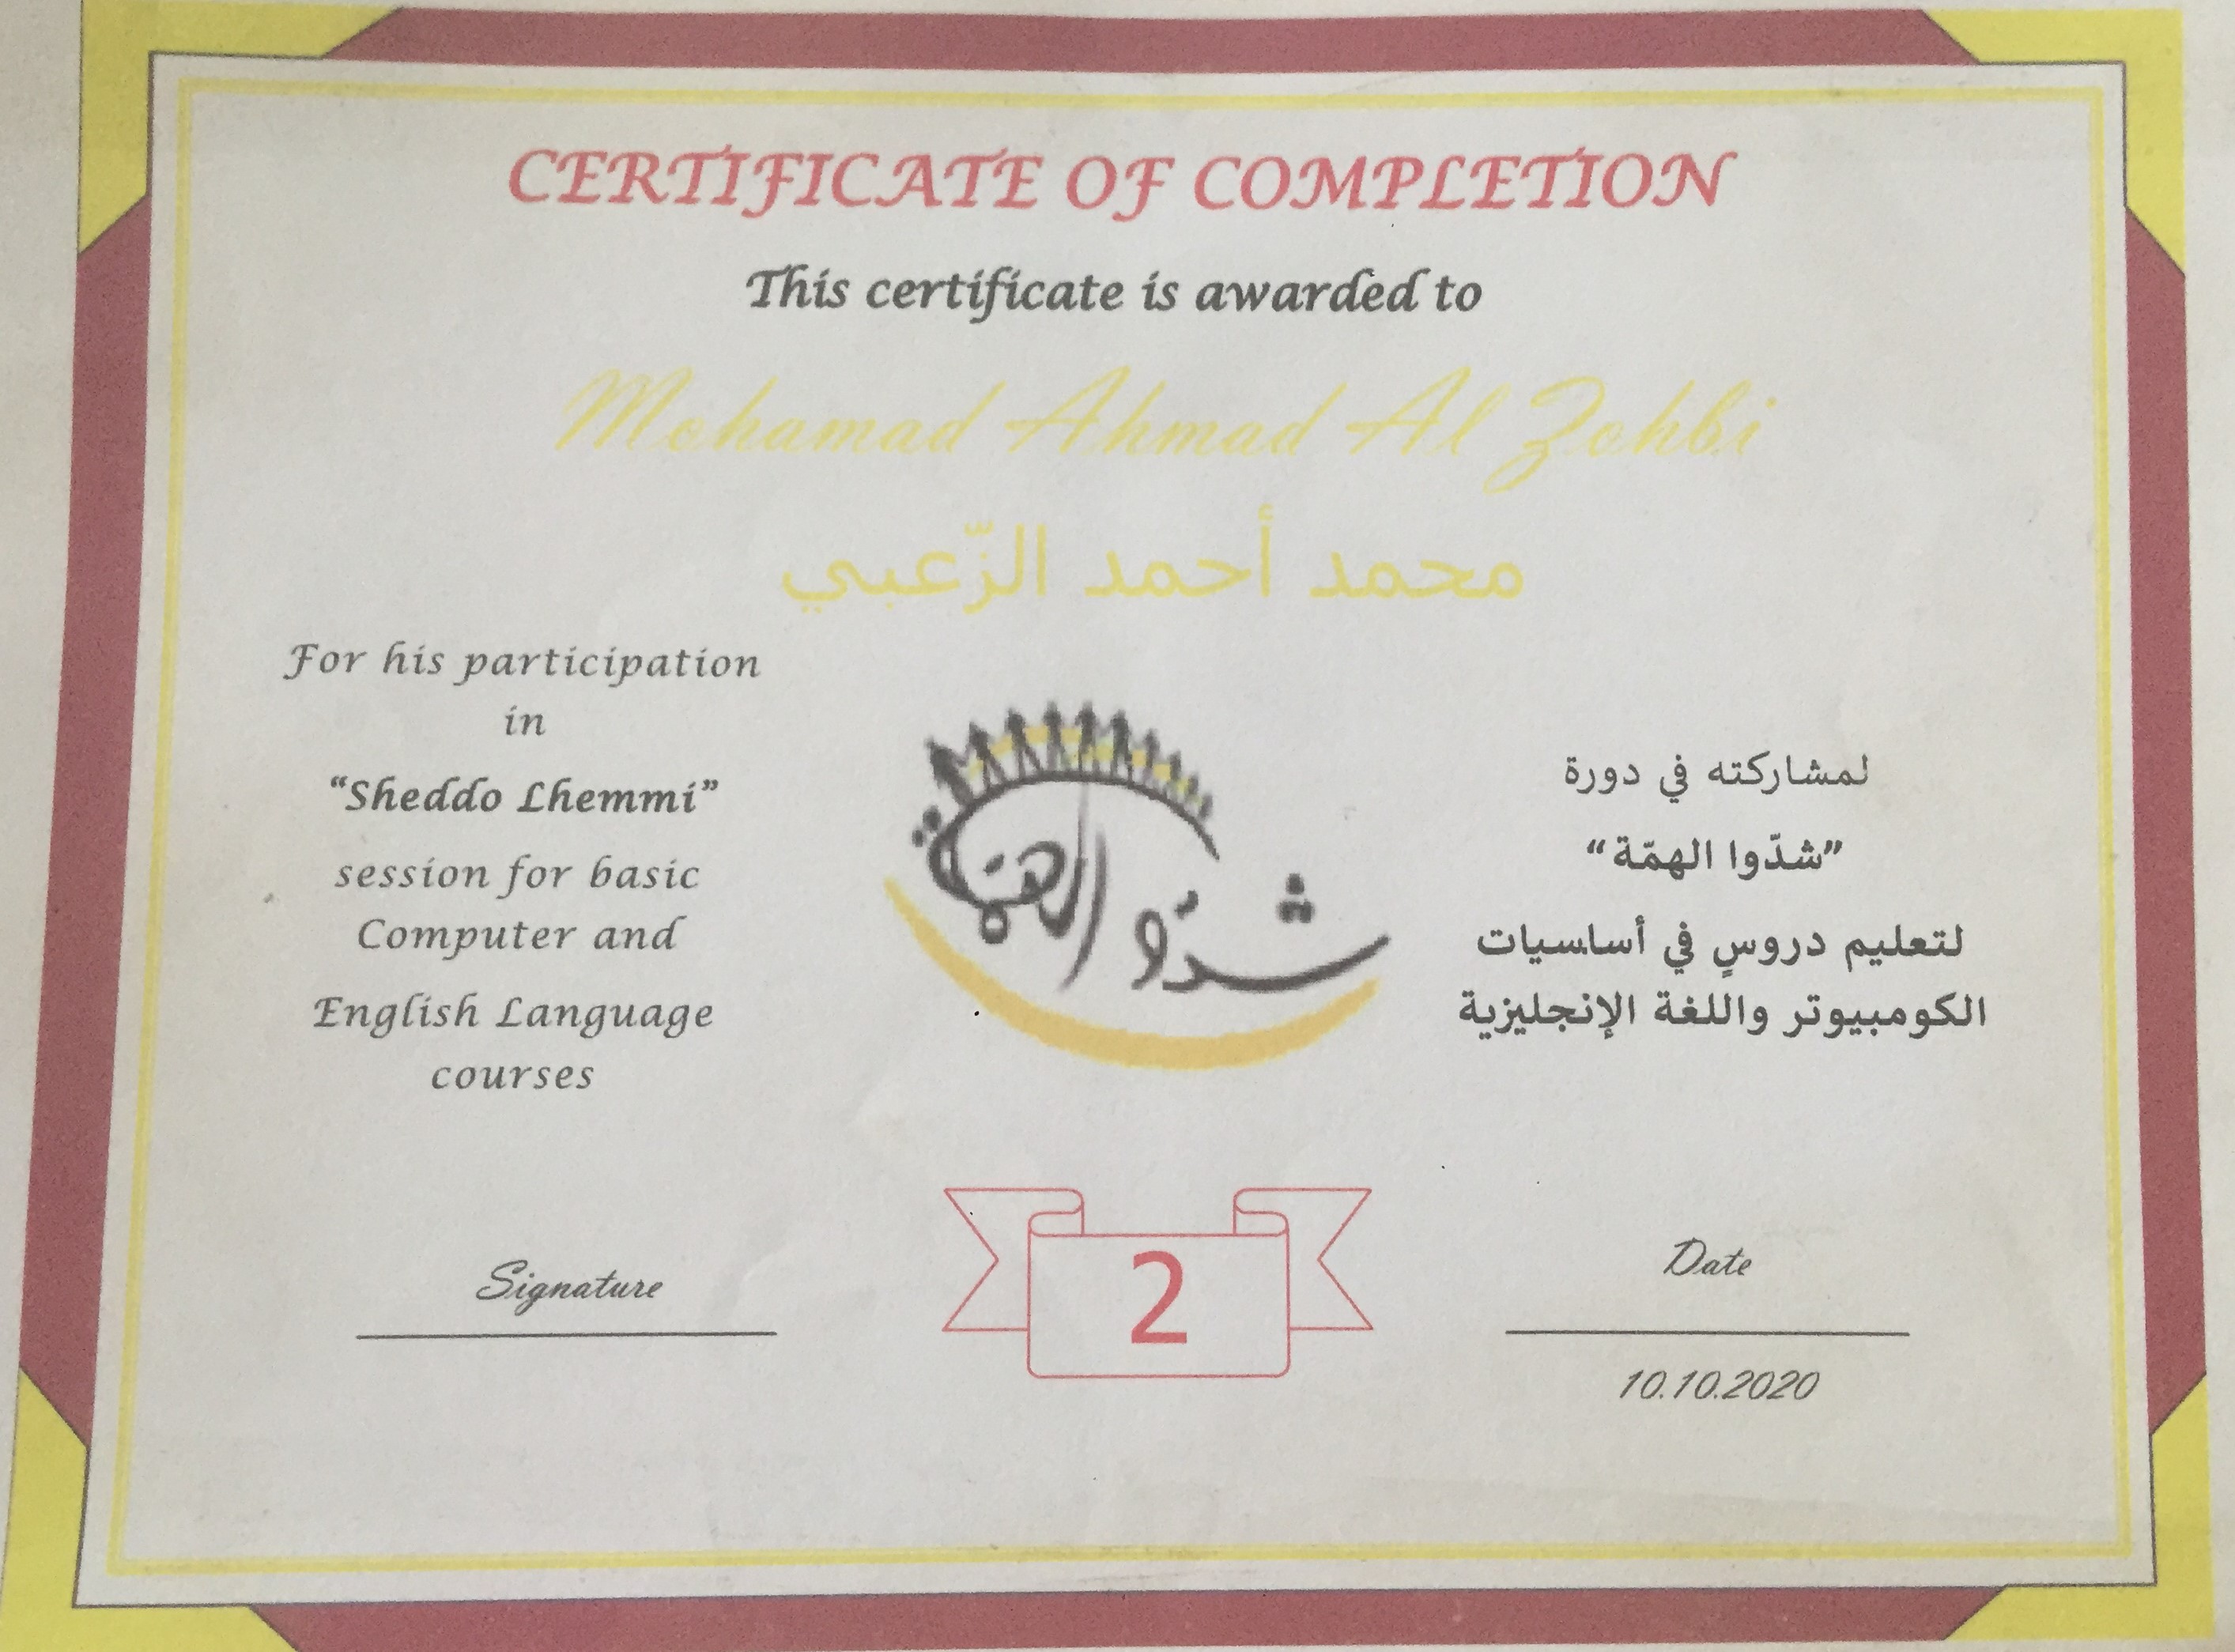 CERTIFICATE OF COMPLETION
This certificate is awarded to
Mohamad Ahmad Al Zohbi
محمد أحمد الزّعبي
For his participation
in
“Sheddo Lhemmi”
session for basic
Computer and
English Language
courses
شدّوا الهمّة
لمشاركته في دورة
”شدّوا الهمّة“
لتعليم دروسٍ في أساسيات
الكومبيوتر واللغة الإنجليزية
Signature
2
Date
10.10.2020